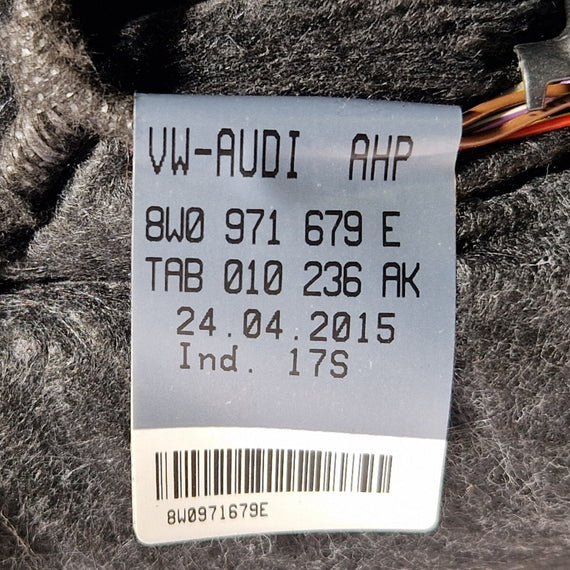 VW-AUDI AHP
8W0 971 679 E
TAB 010 236 AK
24.04.2015
Ind. 17S
8W0971679E